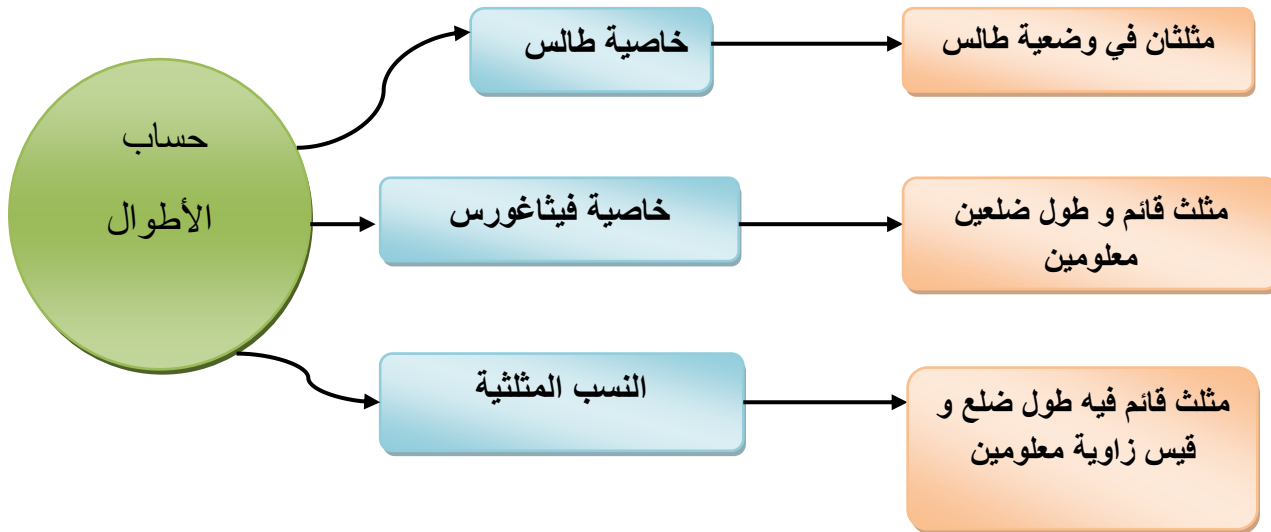 حساب
الأطوال
خاصية طالس
مثلثان في وضعية طالس
خاصية فيثاغورس
مثلث قائم و طول ضلعين
معلومين
النسب المثلثية
مثلث قائم فيه طول ضلع و
قيس زاوية معلومين